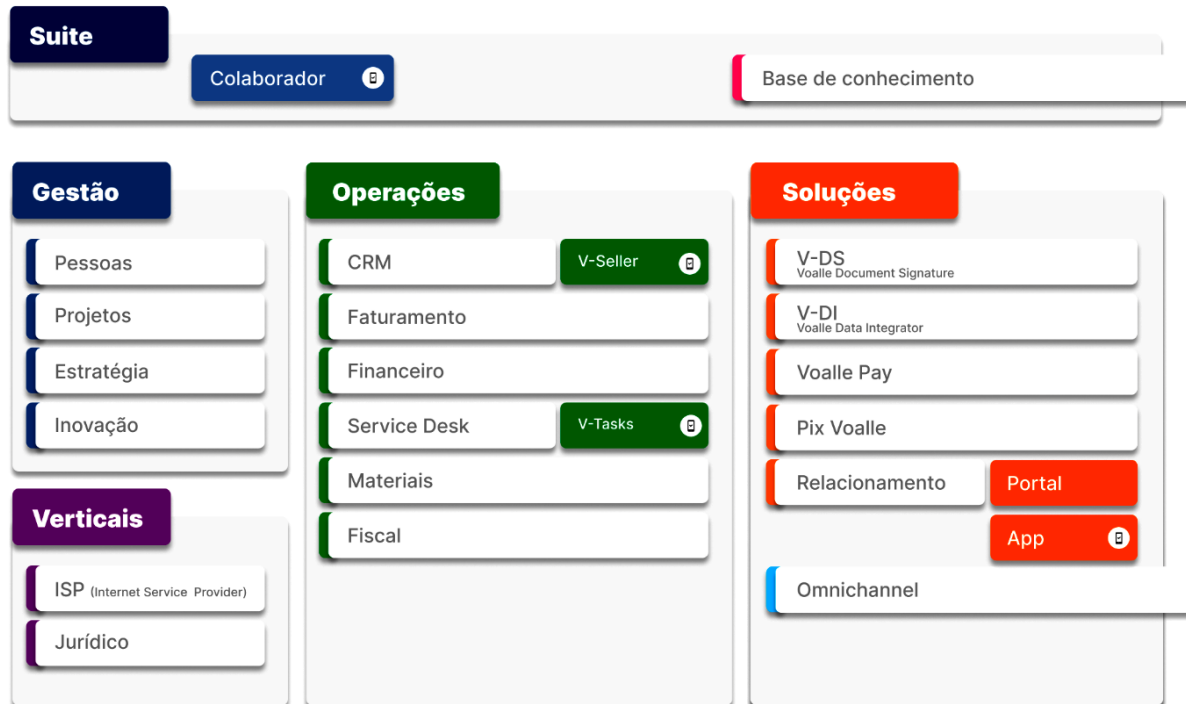 Suite
Colaborador
Base de conhecimento
Gestão
Pessoas
Projetos
Estratégia
Inovação
Verticais
ISP (Internet Service Provider)
Jurídico
Operações
CRM
V-Seller
Faturamento
Financeiro
Service Desk
V-Tasks
Materiais
Fiscal
Soluções
V-DS
Voalle Document Signature
V-DI
Voalle Data Integrator
Voalle Pay
Pix Voalle
Relacionamento
Portal
App
Omnichannel